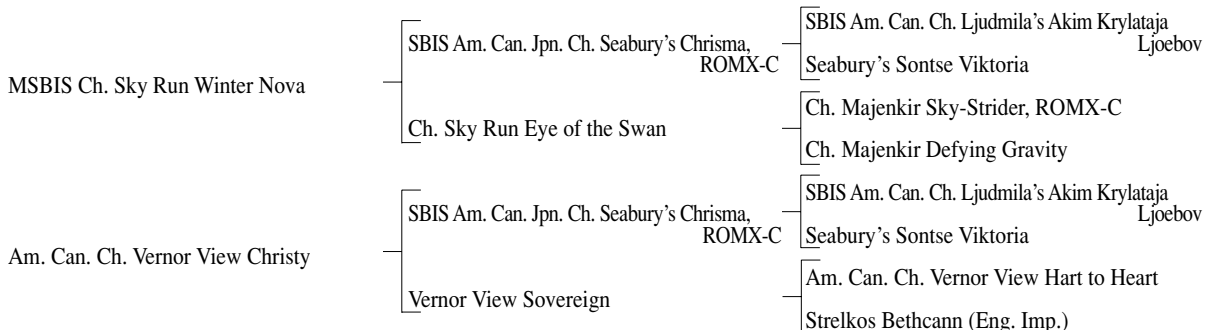 SBIS Am. Can. Ch. Ljudmila’s Akim Krylataja
Ljoebov
SBIS Am. Can. Jpn. Ch. Seabury’s Chrisma,
ROMX-C
Seabury’s Sontse Viktoria
MSBIS Ch. Sky Run Winter Nova
Ch. Majenkir Sky-Strider, ROMX-C
Ch. Sky Run Eye of the Swan
Ch. Majenkir Defying Gravity
SBIS Am. Can. Ch. Ljudmila’s Akim Krylataja
Ljoebov
SBIS Am. Can. Jpn. Ch. Seabury’s Chrisma,
ROMX-C
Seabury’s Sontse Viktoria
Am. Can. Ch. Vernor View Christy
Am. Can. Ch. Vernor View Hart to Heart
Vernor View Sovereign
Strelkos Bethcann (Eng. Imp.)